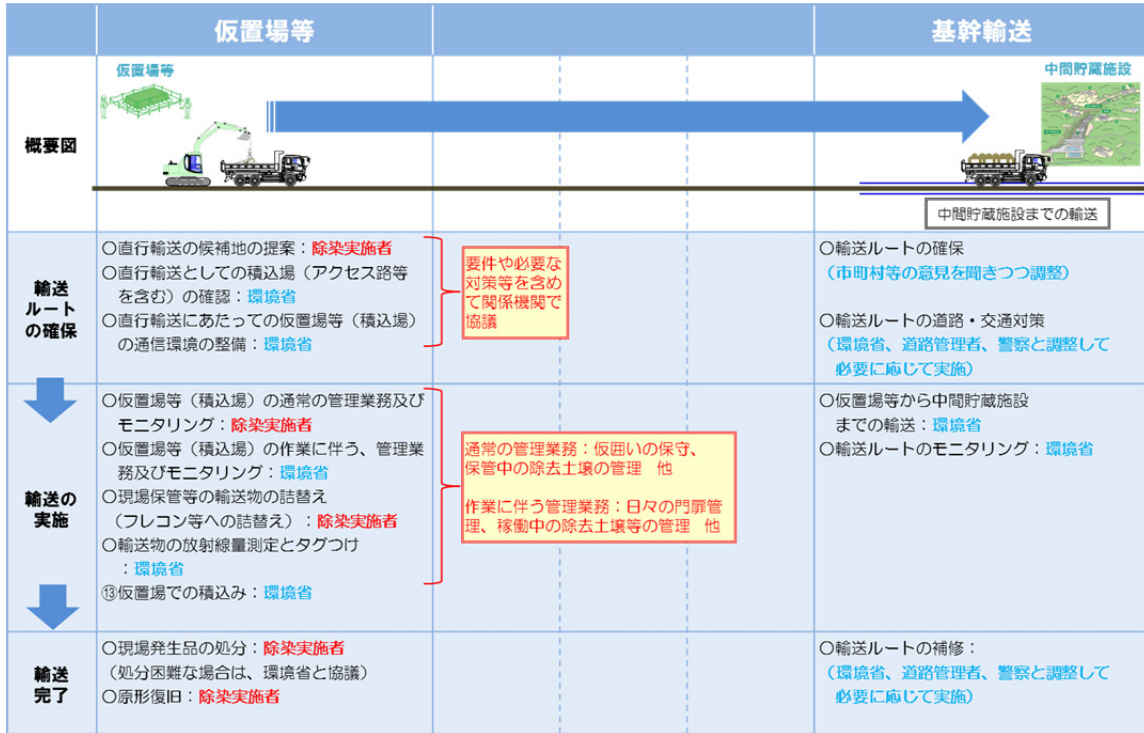 仮置場等
基幹輸送
概要図
仮置場等
中間貯蔵施設
中間貯蔵施設までの輸送
輸送
ルート
の確保
〇直行輸送の候補地の提案：除染実施者
〇直行輸送としての積込場（アクセス路等
を含む）の確認：環境省
〇直行輸送にあたっての仮置場等（積込場）
の通信環境の整備：環境省
要件や必要な
対策等を含め
て関係機関で
協議
〇輸送ルートの確保
（市町村等の意見を聞きつつ調整）
〇輸送ルートの道路・交通対策
（環境省、道路管理者、警察と調整して
必要に応じて実施）
輸送の
実施
〇仮置場等（積込場）の通常の管理業務及び
モニタリング：除染実施者
〇仮置場等（積込場）の作業に伴う、管理業
務及びモニタリング：環境省
〇現場保管等の輸送物の詰替え
（フレコン等への詰替え）：除染実施者
〇輸送物の放射線量測定とタグつけ
：環境省
⑬仮置場での積込み：環境省
通常の管理業務：仮囲いの保守、
保管中の除去土壌の管理　他
作業に伴う管理業務：日々の門扉管
理、稼働中の除去土壌等の管理　他
〇仮置場等から中間貯蔵施設
までの輸送：環境省
〇輸送ルートのモニタリング：環境省
輸送
完了
〇現場発生品の処分：除染実施者
（処分困難な場合は、環境省と協議）
〇原形復旧：除染実施者
〇輸送ルートの補修：
（環境省、道路管理者、警察と調整して
必要に応じて実施）